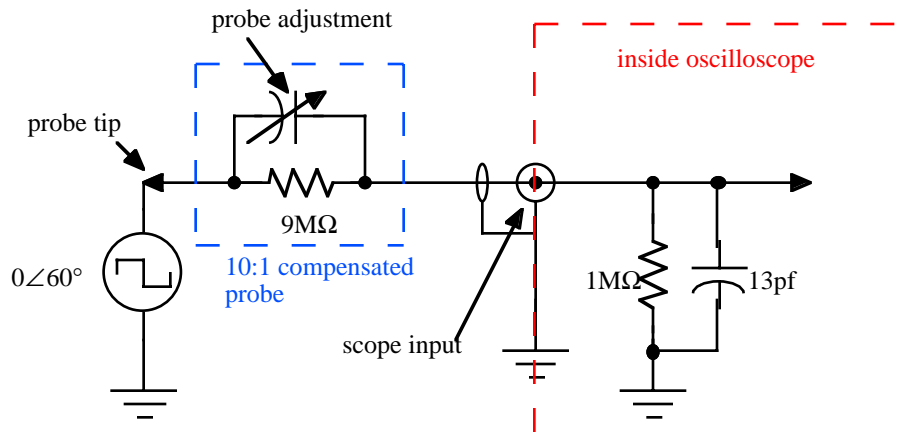 probe adjustment
inside oscilloscope
probe tip
9MΩ
10:1 compensated
probe
0∠60°
1MΩ
13pf
scope input